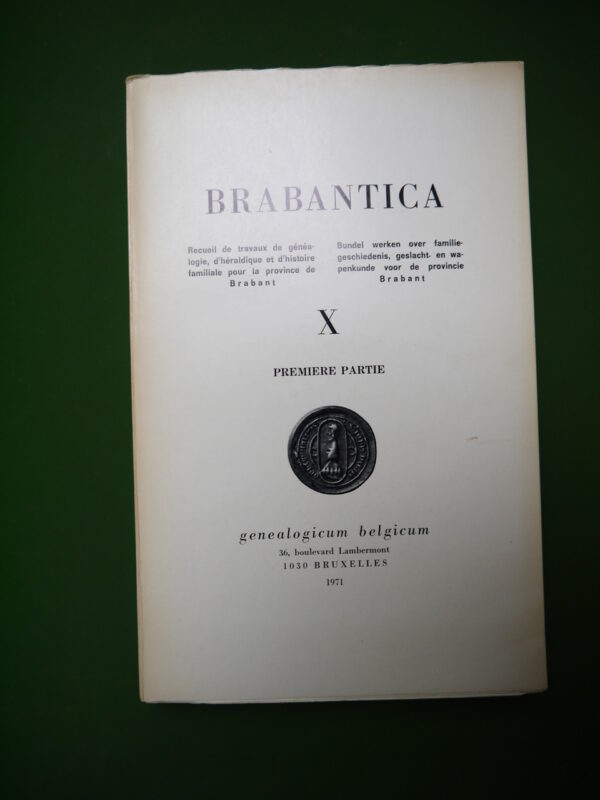 BRABANTICA
Recueil de travaux de généa-
logie, d'héraldique et d'histoire
familiale pour la province de
Brabant
Bundel werken over familie-
geschiedenis, geslacht- en wa-
penkunde voor de provincie
Brabant
X
PREMIERE PARTIE
genealogicum belgicum
36, boulevard Lambermont
1030 BRUXELLES
1971